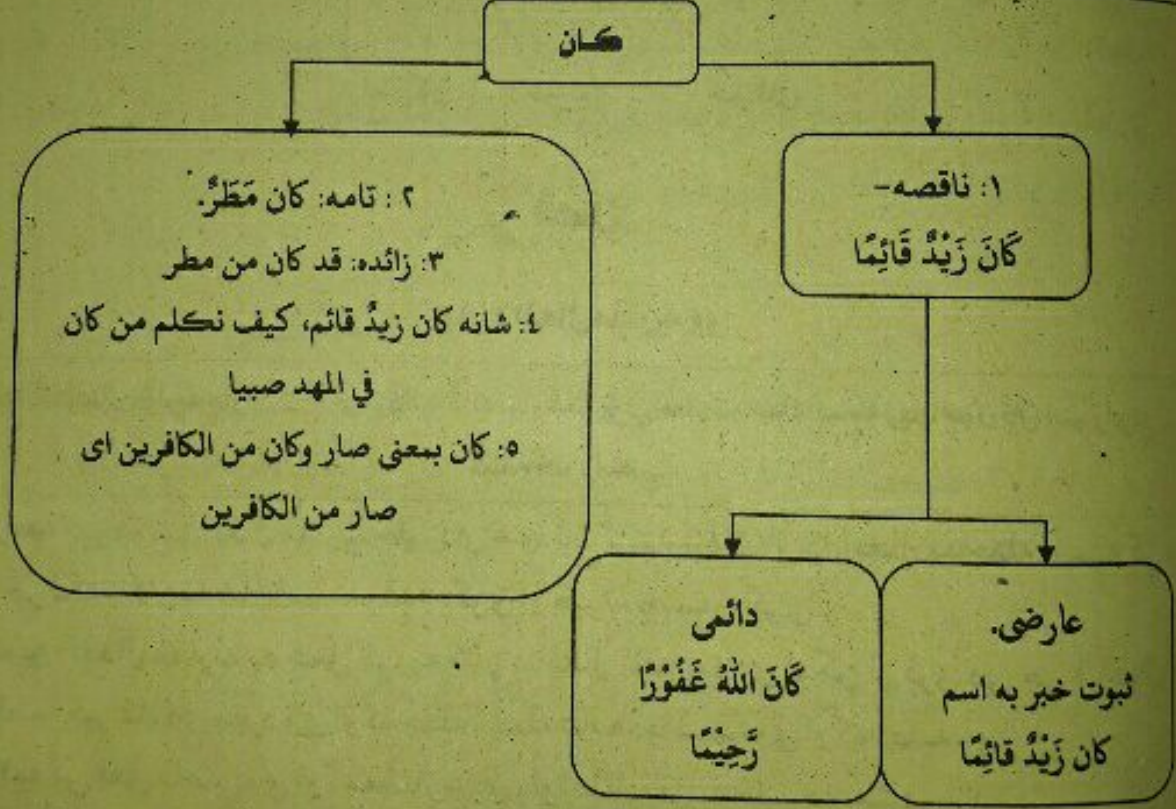 كان
١: ناقصه-
كَانَ زَيْدٌ قَائِمًا
٢: تامه: كان مَطَرٌ.
٣: زائده: قد كان من مطر
٤: شانه كان زيدٌ قائم، كيف نكلم من كان
في المهد صبيا
٥: كان بمعنى صار وكان من الكافرين اى
صار من الكافرين
عارضى.
ثبوت خبر به اسم
كان زَيْدٌ قائِمًا
دائمى
كَانَ اللهُ غَفُوْرًا
رَّحِيْمًا